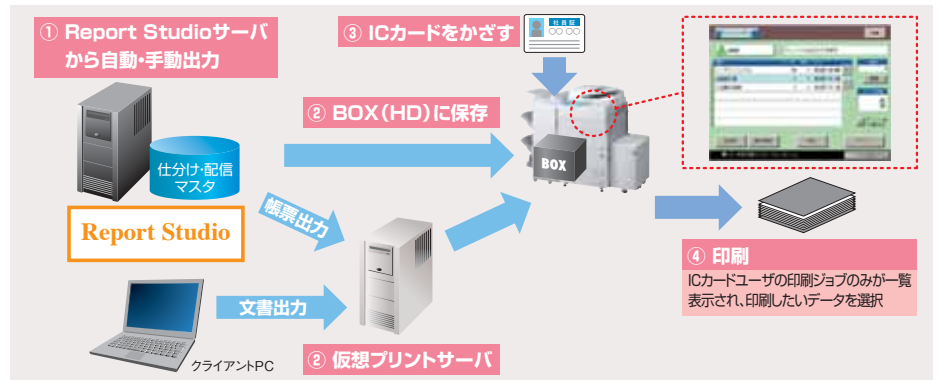 ① Report Studioサーバ
から自動・手動出力
③ ICカードをかざす
社員証
② BOX(HD)に保存
BOX
仕分け・配信
マスタ
Report Studio
帳票出力
文書出力
クライアントPC
② 仮想プリントサーバ
④ 印刷
ICカードユーザの印刷ジョブのみが一覧
表示され、印刷したいデータを選択